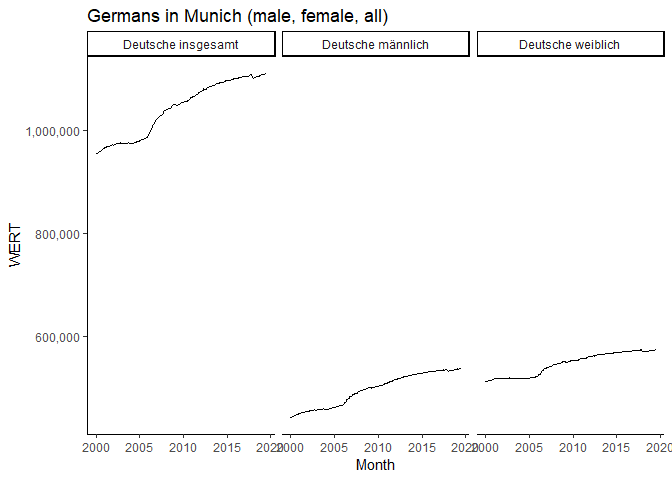 Germans in Munich (male, female, all)
Deutsche insgesamt
Deutsche männlich
Deutsche weiblich
1,000,000
800,000
600,000
WERT
2000 2005 2010 2015 2020 2000 2005 2010 2015 2020 2000 2005 2010 2015 2020
Month